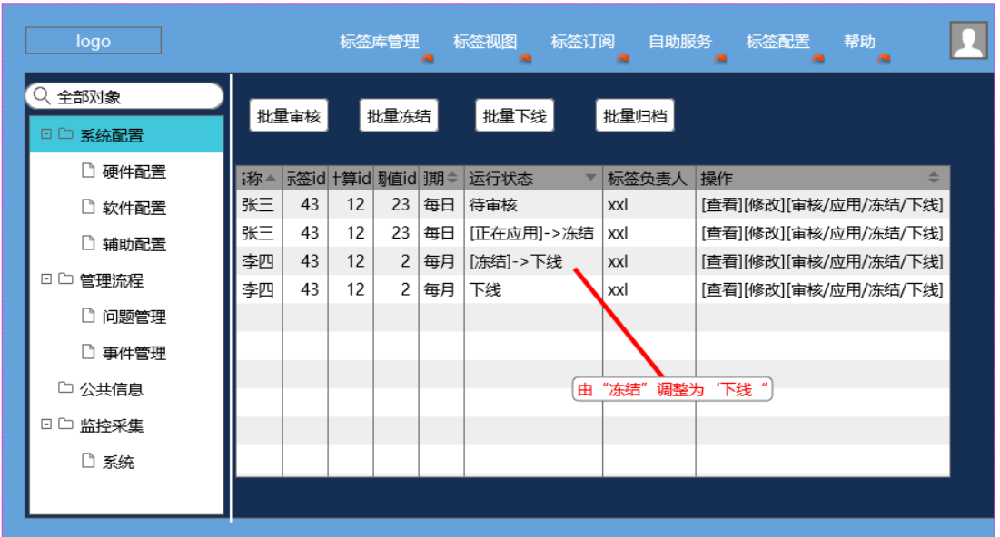 logo
标签库管理 标签视图 标签订阅 自助服务 标签配置 帮助
全部对象
系统配置
硬件配置
软件配置
辅助配置
管理流程
问题管理
事件管理
公共信息
监控采集
系统
批量审核 批量冻结 批量下线 批量归档
称 签id 算id 值id 期 运行状态 标签负责人 操作
张三 43 12 23 每日 待审核 xxl [查看][修改][审核/应用/冻结/下线]
张三 43 12 23 每日 [正在应用]->冻结 xxl [查看][修改][审核/应用/冻结/下线]
李四 43 12 2 每月 [冻结]->下线 xxl [查看][修改][审核/应用/冻结/下线]
李四 43 12 2 每月 下线 xxl [查看][修改][审核/应用/冻结/下线]
由“冻结”调整为‘下线“